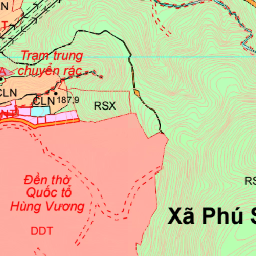 DT
Trạm trung
chuyển rác
CLN
CLN
187,9
RSX
Đền thờ
Quốc tổ
Hùng Vương
DDT
Xã Phú S
RS